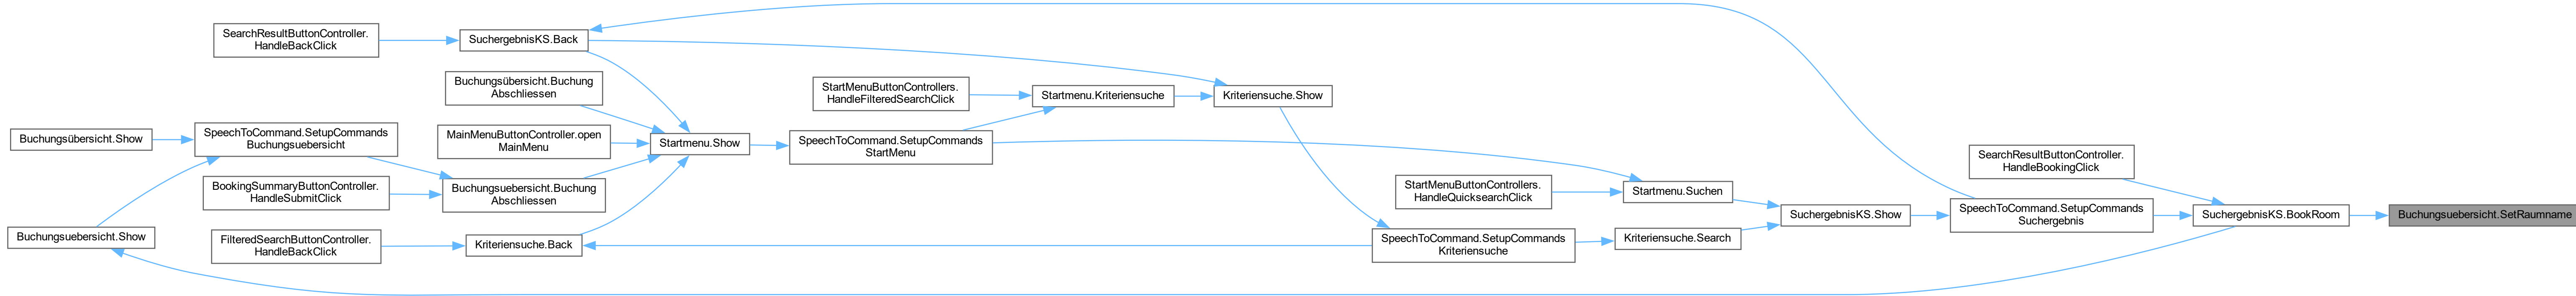 SearchResultButtonController.
HandleBackClick
SuchergebnisKS.Back
Buchungsübersicht.Buchung
Abschliessen
StartMenuButtonControllers.
HandleFilteredSearchClick
Startmenu.Kriteriensuche
Kriteriensuche.Show
Buchungsübersicht.Show
SpeechToCommand.SetupCommands
Buchungsuebersicht
MainMenuButtonController.open
MainMenu
Startmenu.Show
SpeechToCommand.SetupCommands
StartMenu
SearchResultButtonController.
HandleBookingClick
BookingSummaryButtonController.
HandleSubmitClick
Buchungsuebersicht.Buchung
Abschliessen
StartMenuButtonControllers.
HandleQuicksearchClick
Startmenu.Suchen
SuchergebnisKS.Show
SpeechToCommand.SetupCommands
Suchergebnis
SuchergebnisKS.BookRoom
Buchungsuebersicht.SetRaumname
Buchungsuebersicht.Show
FilteredSearchButtonController.
HandleBackClick
Kriteriensuche.Back
SpeechToCommand.SetupCommands
Kriteriensuche
Kriteriensuche.Search